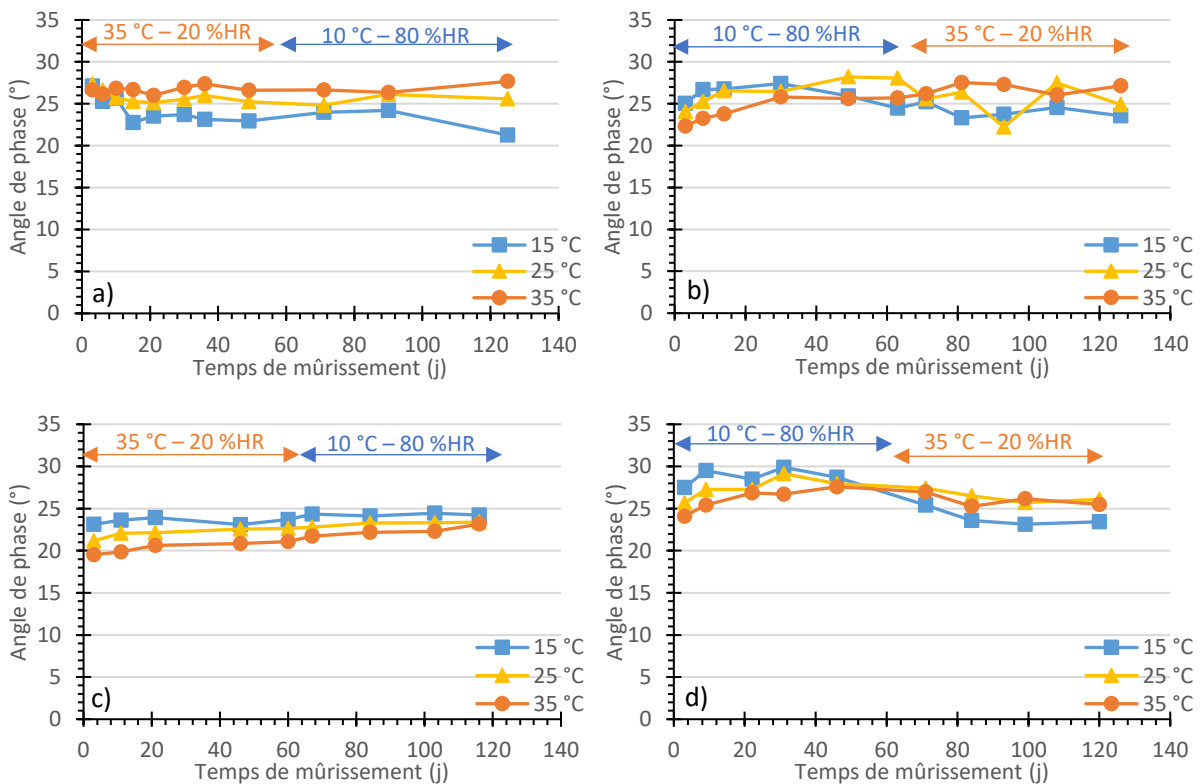 35 °C – 20 %HR
10 °C – 80 %HR
35
30
25
20
15
10
5
0
Angle de phase (°)
15 °C
25 °C
35 °C
a)
0 20 40 60 80 100 120 140
Temps de mûrissement (j)
10 °C – 80 %HR
35 °C – 20 %HR
35
30
25
20
15
10
5
0
Angle de phase (°)
15 °C
25 °C
35 °C
b)
0 20 40 60 80 100 120 140
Temps de mûrissement (j)
35 °C – 20 %HR
10 °C – 80 %HR
35
30
25
20
15
10
5
0
Angle de phase (°)
15 °C
25 °C
35 °C
c)
0 20 40 60 80 100 120 140
Temps de mûrissement (j)
10 °C – 80 %HR
35 °C – 20 %HR
35
30
25
20
15
10
5
0
Angle de phase (°)
15 °C
25 °C
35 °C
d)
0 20 40 60 80 100 120 140
Temps de mûrissement (j)